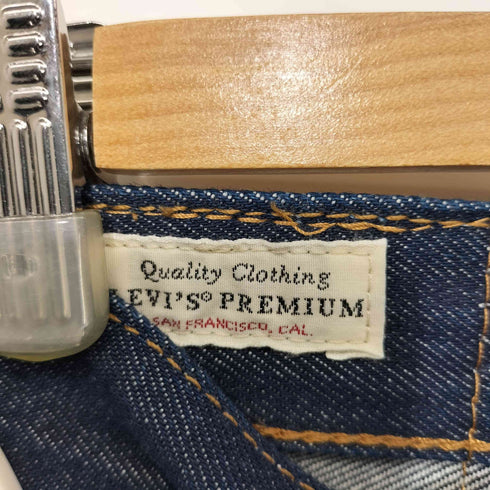 Quality Clothing
LEVI'S® PREMIUM
SAN FRANCISCO, CAL.